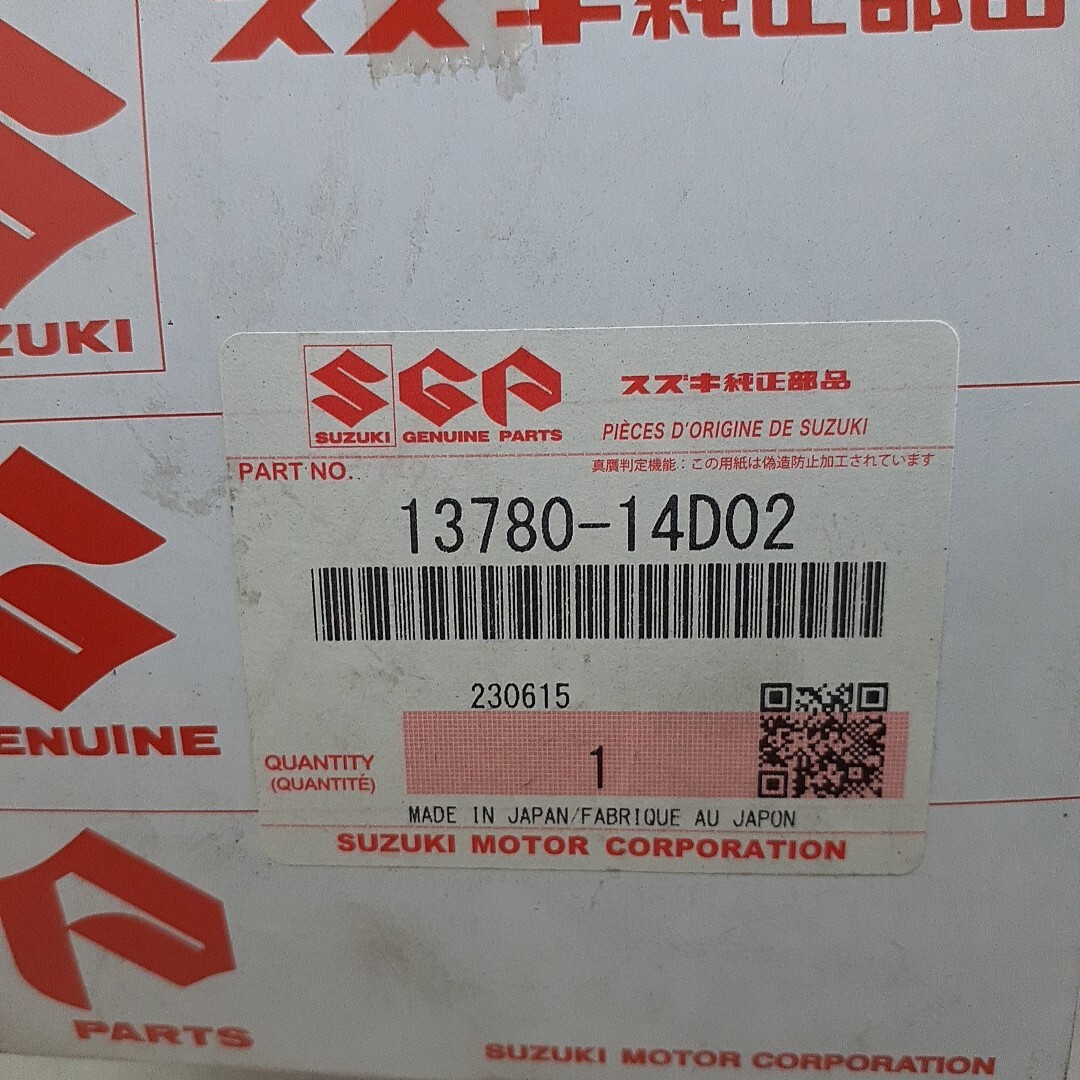 スズキ純正部品
ZUKI
SUZUKI
SGP
GENUINE PARTS
スズキ純正部品
PIÈCES D'ORIGINE DE SUZUKI
PART NO.
真贋判定機能：この用紙は偽造防止加工されています
13780-14D02
230615
QUANTITY
(QUANTITÉ)
1
MADE IN JAPAN/FABRIQUE AU JAPON
SUZUKI MOTOR CORPORATION
ENUINE
PARTS
SUZUKI MOTOR CORPORATION